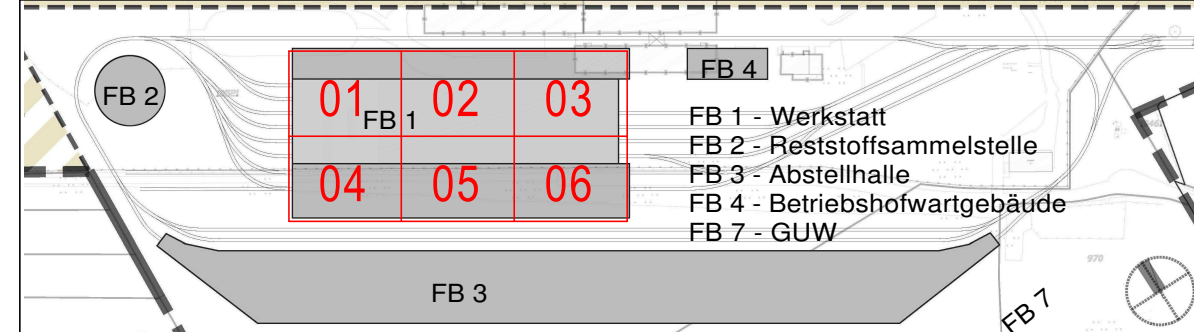 FB 2
01 02 03
FB 1
04 05 06
FB 4
FB 1 - Werkstatt
FB 2 - Reststoffsammelstelle
FB 3 - Abstellhalle
FB 4 - Betriebshofwartgebäude
FB 7 - GUW
970
FB 3
FB 7